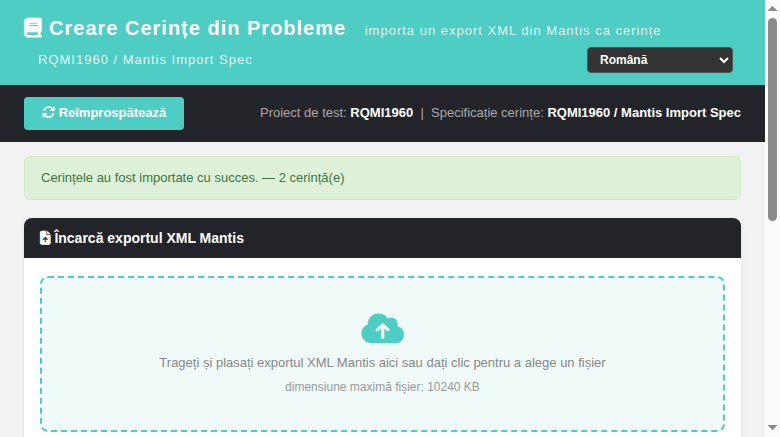 Creare Cerințe din Probleme importa un export XML din Mantis ca cerințe
RQMI1960 / Mantis Import Spec
Română
Reîmprospătează
Proiect de test: RQMI1960 | Specificație cerințe: RQMI1960 / Mantis Import Spec
Cerințele au fost importate cu succes. — 2 cerință(e)
Încarcă exportul XML Mantis
Trageți și plasați exportul XML Mantis aici sau dați clic pentru a alege un fișier
dimensiune maximă fișier: 10240 KB